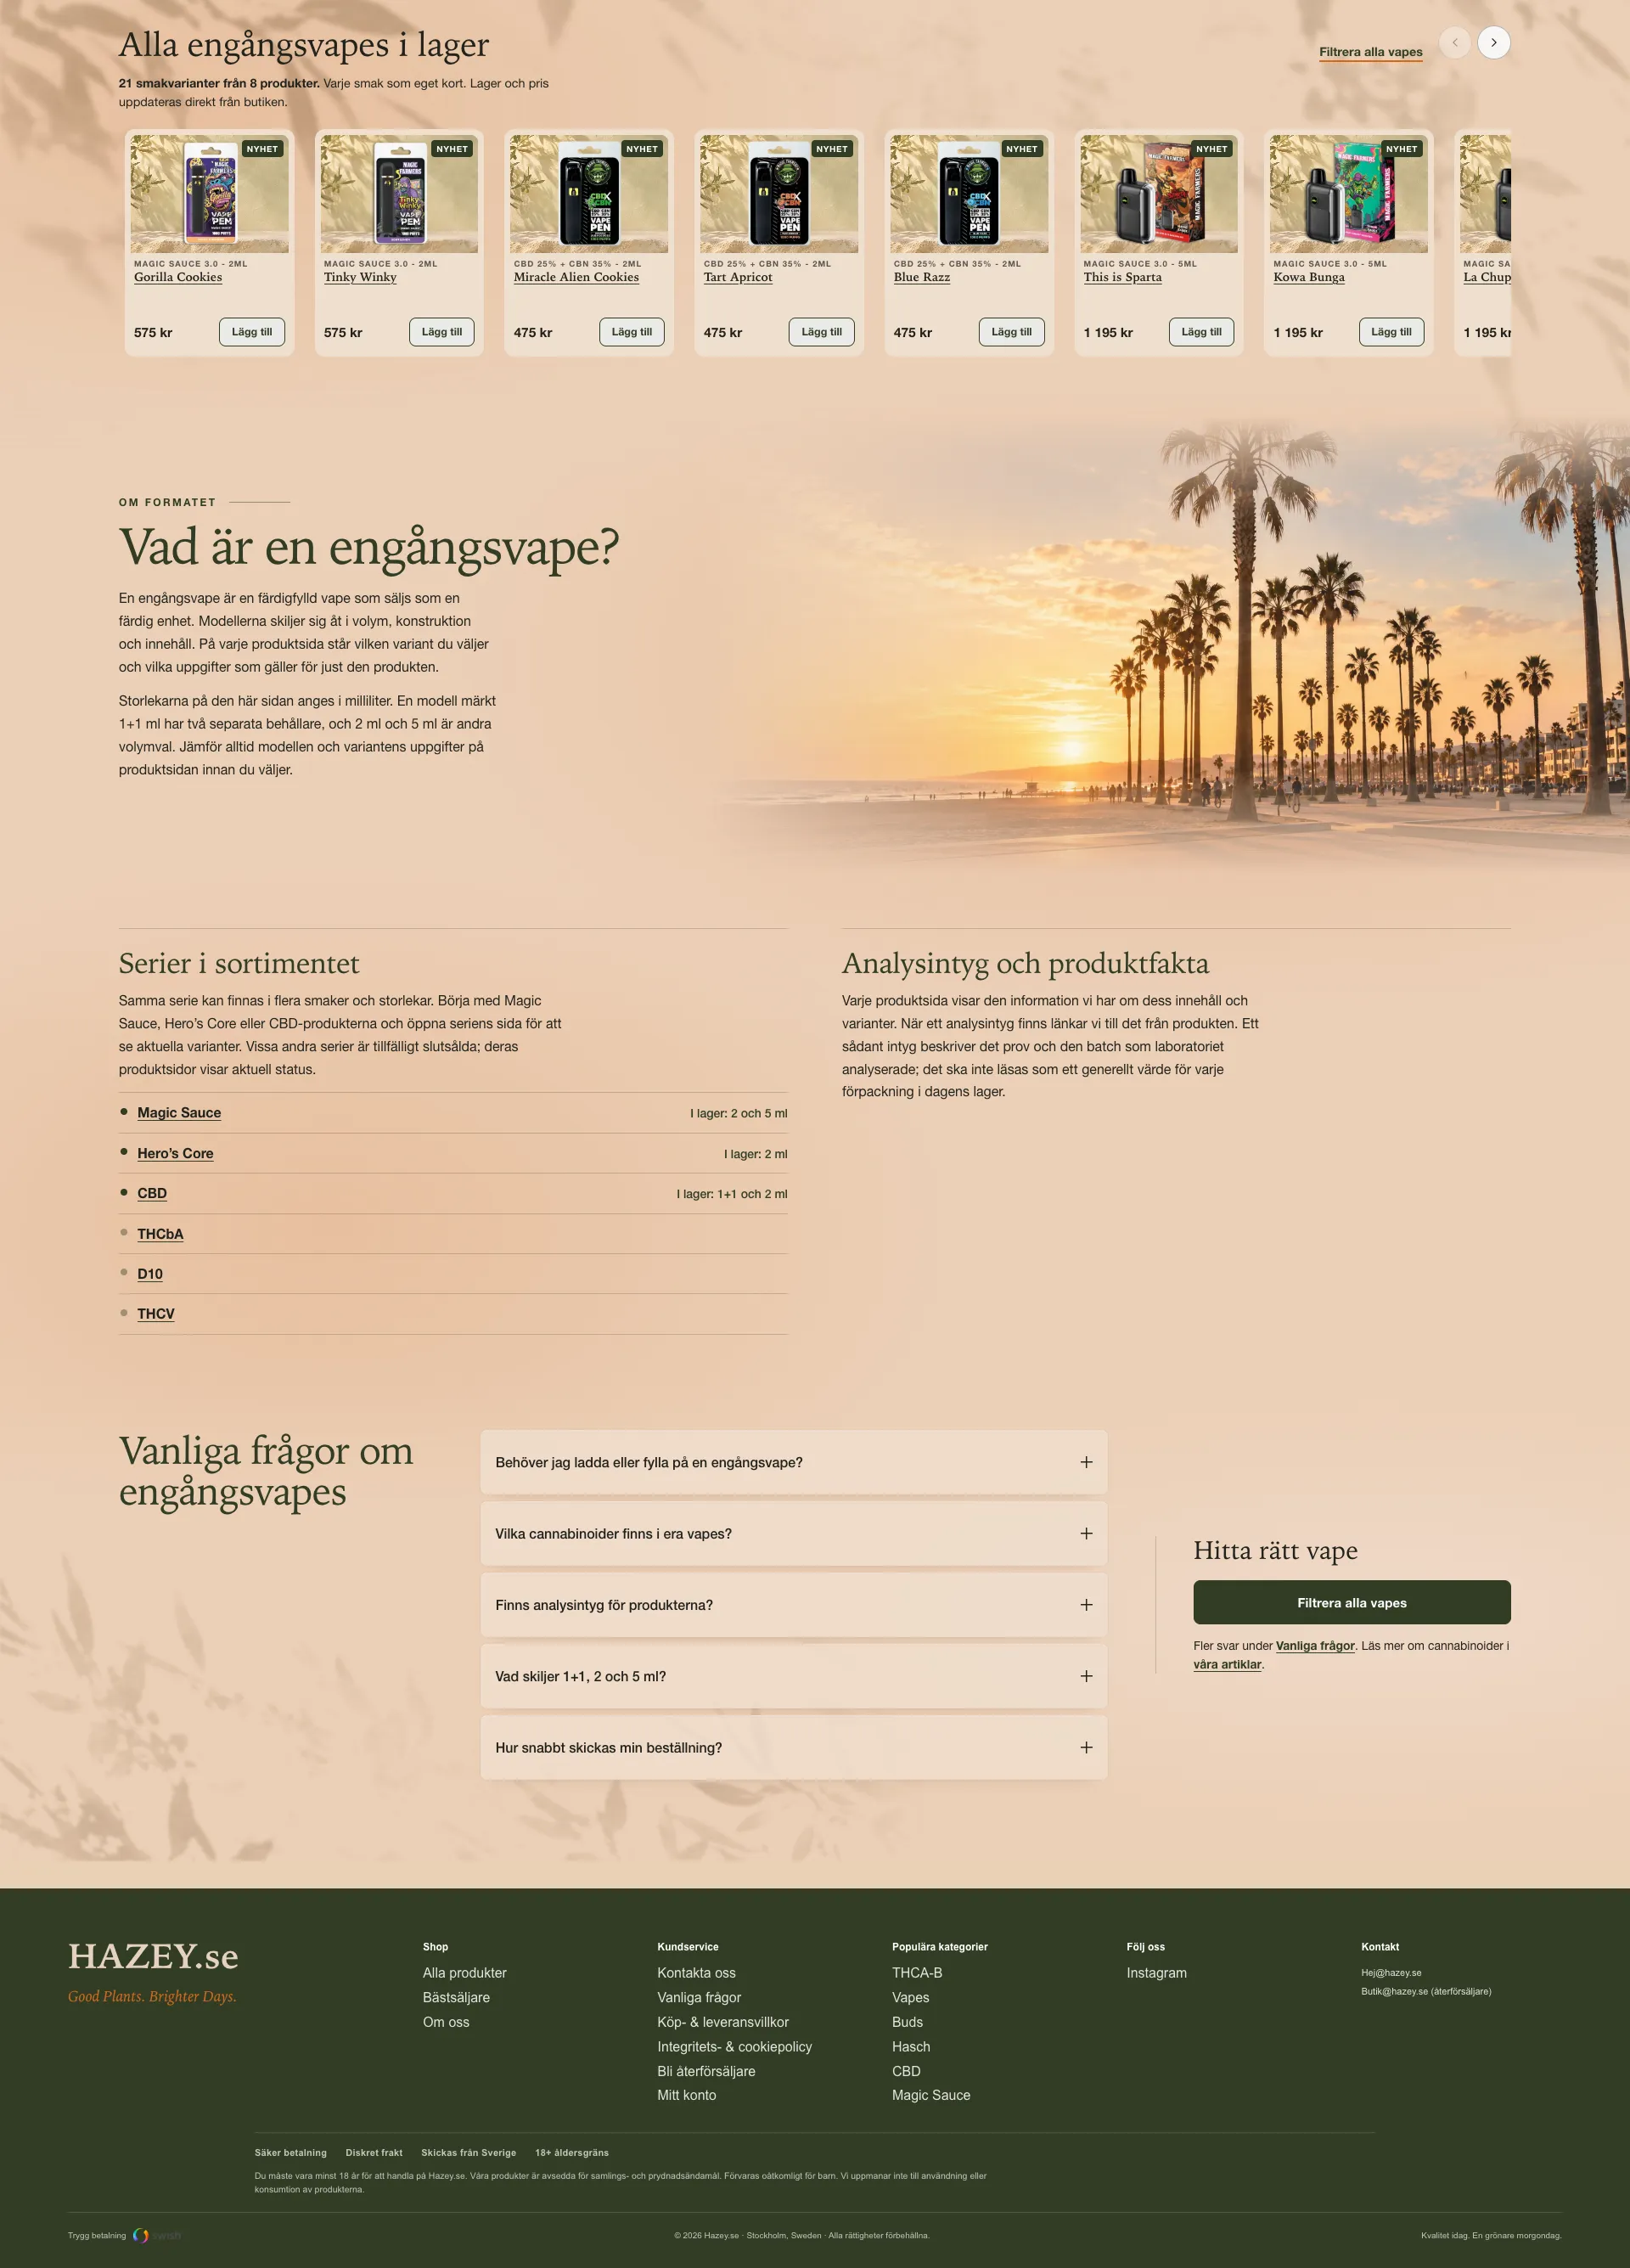 Alla engångsvapes i lager
21 smakvarianter från 8 produkter. Varje smak som eget kort. Lager och pris
uppdateras direkt från butiken.
Filtrera alla vapes
NYHET
MAGIC SAUCE 3.0 - 2ML
Gorilla Cookies
575 kr
Lägg till
NYHET
MAGIC SAUCE 3.0 - 2ML
Tinky Winky
575 kr
Lägg till
NYHET
CBD 25% + CBN 35% - 2ML
Miracle Alien Cookies
475 kr
Lägg till
NYHET
CBD 25% + CBN 35% - 2ML
Tart Apricot
475 kr
Lägg till
NYHET
CBD 25% + CBN 35% - 2ML
Blue Razz
475 kr
Lägg till
NYHET
MAGIC SAUCE 3.0 - 5ML
This is Sparta
1 195 kr
Lägg till
NYHET
MAGIC SAUCE 3.0 - 5ML
Kowa Bunga
1 195 kr
Lägg till
MAGIC SA
La Chup
1 195 kr
OM FORMATET
Vad är en engångsvape?
En engångsvape är en färdigfylld vape som säljs som en
färdig enhet. Modellerna skiljer sig åt i volym, konstruktion
och innehåll. På varje produktsida står vilken variant du väljer
och vilka uppgifter som gäller för just den produkten.
Storlekarna på den här sidan anges i milliliter. En modell märkt
1+1 ml har två separata behållare, och 2 ml och 5 ml är andra
volymval. Jämför alltid modellen och variantens uppgifter på
produktsidan innan du väljer.
Serier i sortimentet
Samma serie kan finnas i flera smaker och storlekar. Börja med Magic
Sauce, Hero's Core eller CBD-produkterna och öppna seriens sida för att
se aktuella varianter. Vissa andra serier är tillfälligt slutsålda; deras
produktsidor visar aktuell status.
Magic Sauce
I lager: 2 och 5 ml
Hero's Core
I lager: 2 ml
CBD
I lager: 1+1 och 2 ml
THCbA
D10
THCV
Analysintyg och produktfakta
Varje produktsida visar den information vi har om dess innehåll och
varianter. När ett analysintyg finns länkar vi till det från produkten. Ett
sådant intyg beskriver det prov och den batch som laboratoriet
analyserade; det ska inte läsas som ett generellt värde för varje
förpackning i dagens lager.
Vanliga frågor om
engångsvapes
Behöver jag ladda eller fylla på en engångsvape?
Vilka cannabinoider finns i era vapes?
Finns analysintyg för produkterna?
Vad skiljer 1+1, 2 och 5 ml?
Hur snabbt skickas min beställning?
Hitta rätt vape
Filtrera alla vapes
Fler svar under Vanliga frågor. Läs mer om cannabinoider i
våra artiklar.
HAZEY.se
Good Plants. Brighter Days.
Shop
Alla produkter
Bästsäljare
Om oss
Kundservice
Kontakta oss
Vanliga frågor
Köp- & leveransvillkor
Integritets- & cookiepolicy
Bli återförsäljare
Mitt konto
Populära kategorier
THCA-B
Vapes
Buds
Hasch
CBD
Magic Sauce
Följ oss
Instagram
Kontakt
Hej@hazey.se
Butik@hazey.se (återförsäljare)
Säker betalning
Diskret frakt
Skickas från Sverige
18+ åldersgräns
Du måste vara minst 18 år för att handla på Hazey.se. Våra produkter är avsedda för samlings- och prydnadsändamål. Förvaras oåtkomligt för barn. Vi uppmanar inte till användning eller
konsumtion av produkterna.
Trygg betalning
swish
© 2026 Hazey.se · Stockholm, Sweden · Alla rättigheter förbehållna.
Kvalitet idag. En grönare morgondag.